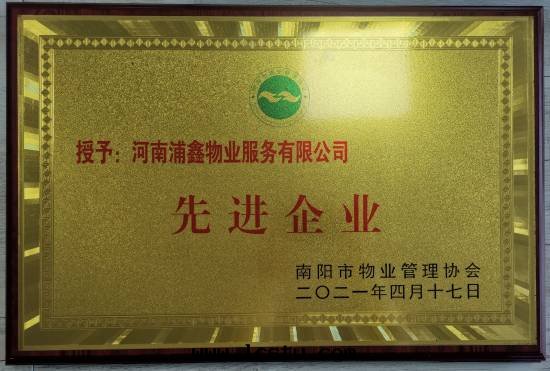 授予：河南浦鑫物业服务有限公司
先进企业
南阳市物业管理协会
二〇二一年四月十七日